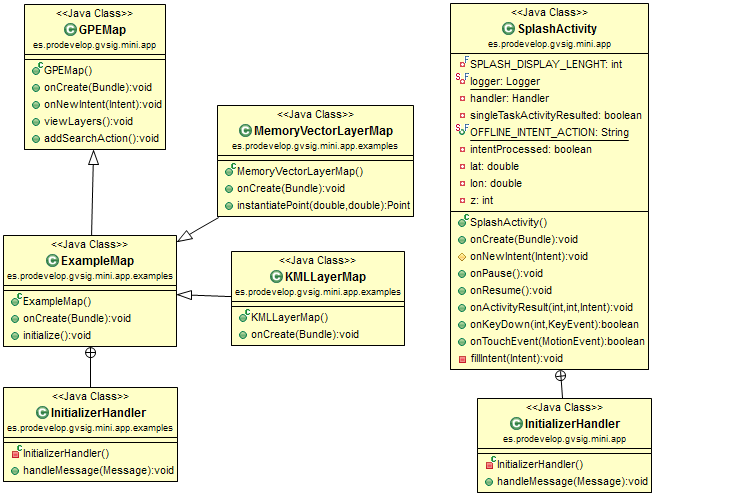 <<Java Class>>
GPEMap
es.prodevelop.gvsig.mini.app
GPEMap()
onCreate(Bundle):void
onNewIntent(Intent):void
viewLayers():void
addSearchAction():void
<<Java Class>>
MemoryVectorLayerMap
es.prodevelop.gvsig.mini.app.examples
MemoryVectorLayerMap()
onCreate(Bundle):void
instantiatePoint(double,double):Point
<<Java Class>>
ExampleMap
es.prodevelop.gvsig.mini.app.examples
ExampleMap()
onCreate(Bundle):void
initialize():void
<<Java Class>>
KMLLayerMap
es.prodevelop.gvsig.mini.app.examples
KMLLayerMap()
onCreate(Bundle):void
<<Java Class>>
InitializerHandler
es.prodevelop.gvsig.mini.app.examples
InitializerHandler()
handleMessage(Message):void
<<Java Class>>
SplashActivity
es.prodevelop.gvsig.mini.app
SPLASH_DISPLAY_LENGHT: int
logger: Logger
handler: Handler
singleTaskActivityResulted: boolean
OFFLINE_INTENT_ACTION: String
intentProcessed: boolean
lat: double
lon: double
z: int
SplashActivity()
onCreate(Bundle):void
onNewIntent(Intent):void
onPause():void
onResume():void
onActivityResult(int,int,Intent):void
onKeyDown(int,KeyEvent):boolean
onTouchEvent(MotionEvent):boolean
fillIntent(Intent):void
<<Java Class>>
InitializerHandler
es.prodevelop.gvsig.mini.app
InitializerHandler()
handleMessage(Message):void